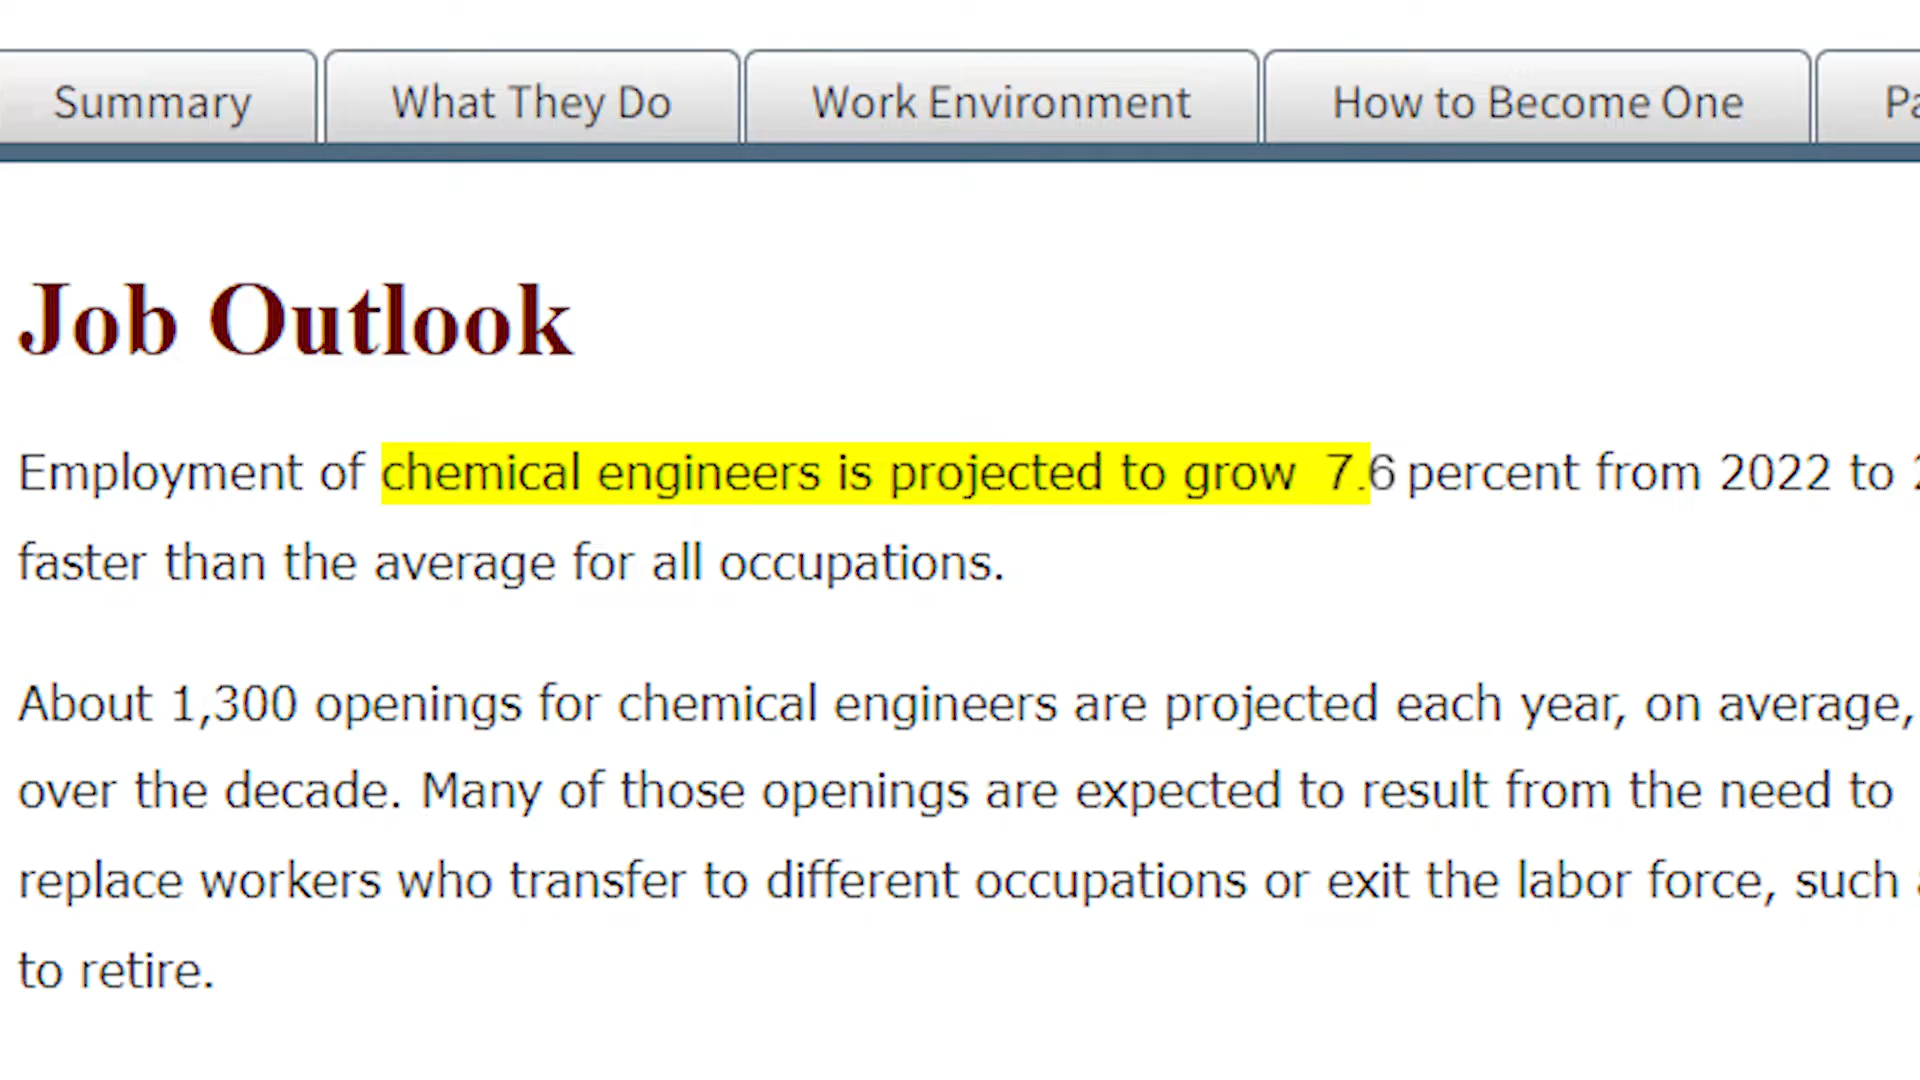 Summary What They Do Work Environment How to Become One
Job Outlook
Employment of chemical engineers is projected to grow 7.6 percent from 2022 to
faster than the average for all occupations.
About 1,300 openings for chemical engineers are projected each year, on average,
over the decade. Many of those openings are expected to result from the need to
replace workers who transfer to different occupations or exit the labor force, such
to retire.